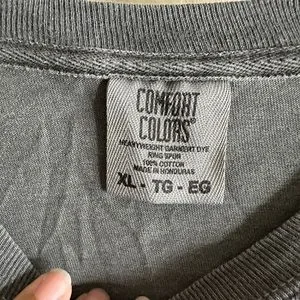 COMFORT
COLORS®
HEAVYWEIGHT GARMENT DYE
RING SPUN
100% COTTON
MADE IN HONDURAS
XL - TG - EG